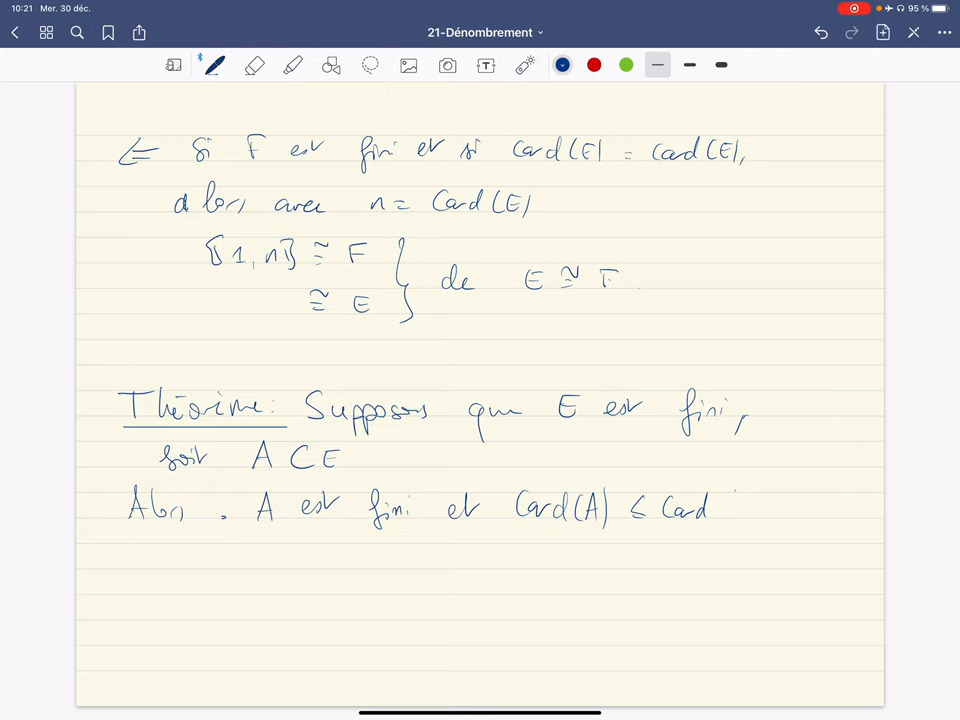 10:21 Mer. 30 déc. 95 %
21-Dénombrement
⇐ Si F est fini et si Card(E) = Card(E),
alors avec n = Card(E)
⟦1, n⟧ ≅ F
≅ E } dc E ≅ F.
Théorème: Supposons que E est fini,
soit A ⊂ E
Alors . A est fini et Card(A) ≤ Card